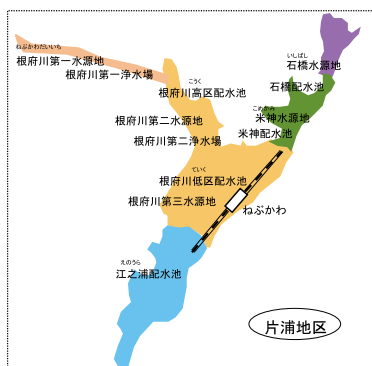 ねぶかわだいいち
根府川第一水源地
根府川第一浄水場
いしばし
石橋水源地
石橋配水池
こうく
根府川高区配水池
こめかみ
米神水源地
米神配水池
根府川第二水源地
根府川第二浄水場
ていく
根府川低区配水池
根府川第三水源地
ねぶかわ
えのうら
江之浦配水池
片浦地区